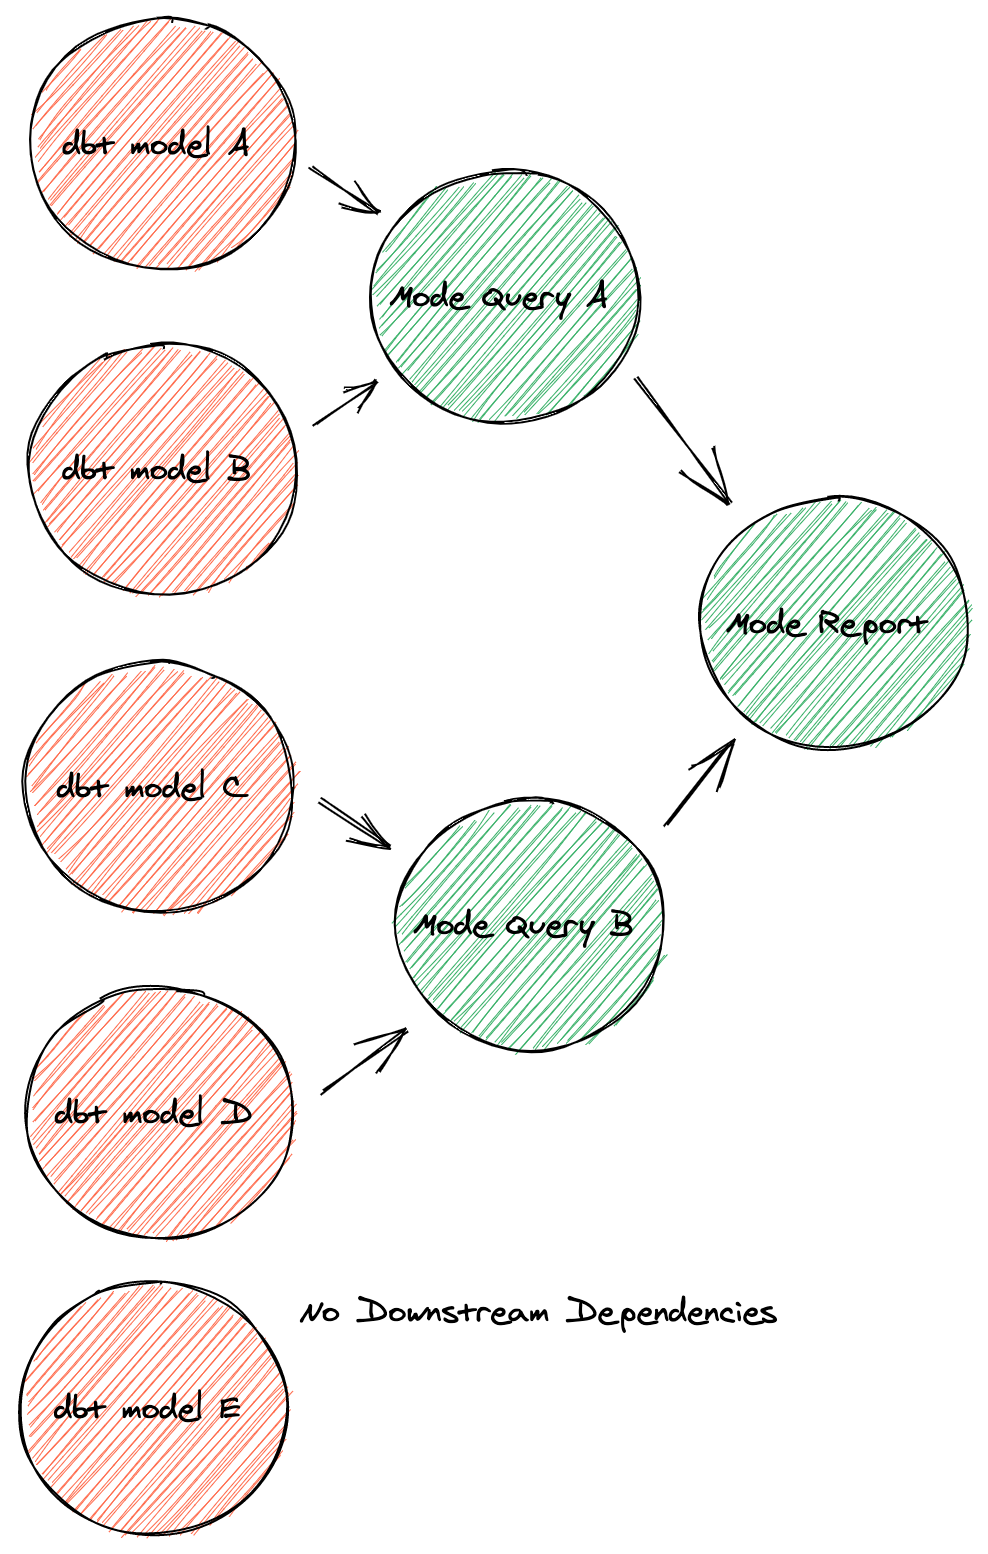 dbt model A
Mode Query A
dbt model B
Mode Report
dbt model C
Mode Query B
dbt model D
No Downstream Dependencies
dbt model E